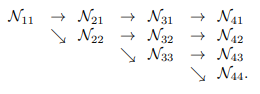 𝒩₁₁ → 𝒩₂₁ → 𝒩₃₁ → 𝒩₄₁
↘ 𝒩₂₂ → 𝒩₃₂ → 𝒩₄₂
↘ 𝒩₃₃ → 𝒩₄₃
↘ 𝒩₄₄.